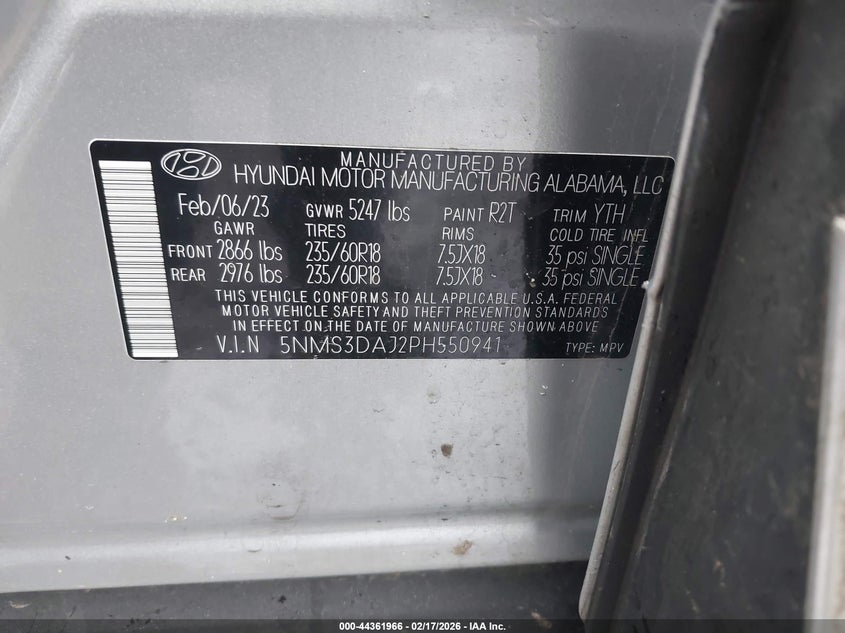 MANUFACTURED BY
HYUNDAI MOTOR MANUFACTURING ALABAMA, LLC
Feb/06/23 GVWR 5247 lbs PAINT R2T TRIM YTH
GAWR TIRES RIMS COLD TIRE INFL
FRONT 2866 lbs 235/60R18 7.5JX18 35 psi SINGLE
REAR 2976 lbs 235/60R18 7.5JX18 35 psi SINGLE
THIS VEHICLE CONFORMS TO ALL APPLICABLE U.S.A. FEDERAL
MOTOR VEHICLE SAFETY AND THEFT PREVENTION STANDARDS
IN EFFECT ON THE DATE OF MANUFACTURE SHOWN ABOVE
V.I.N 5NMS3DAJ2PH550941 TYPE: MPV
000-44361966 - 02/17/2026 - IAA Inc.